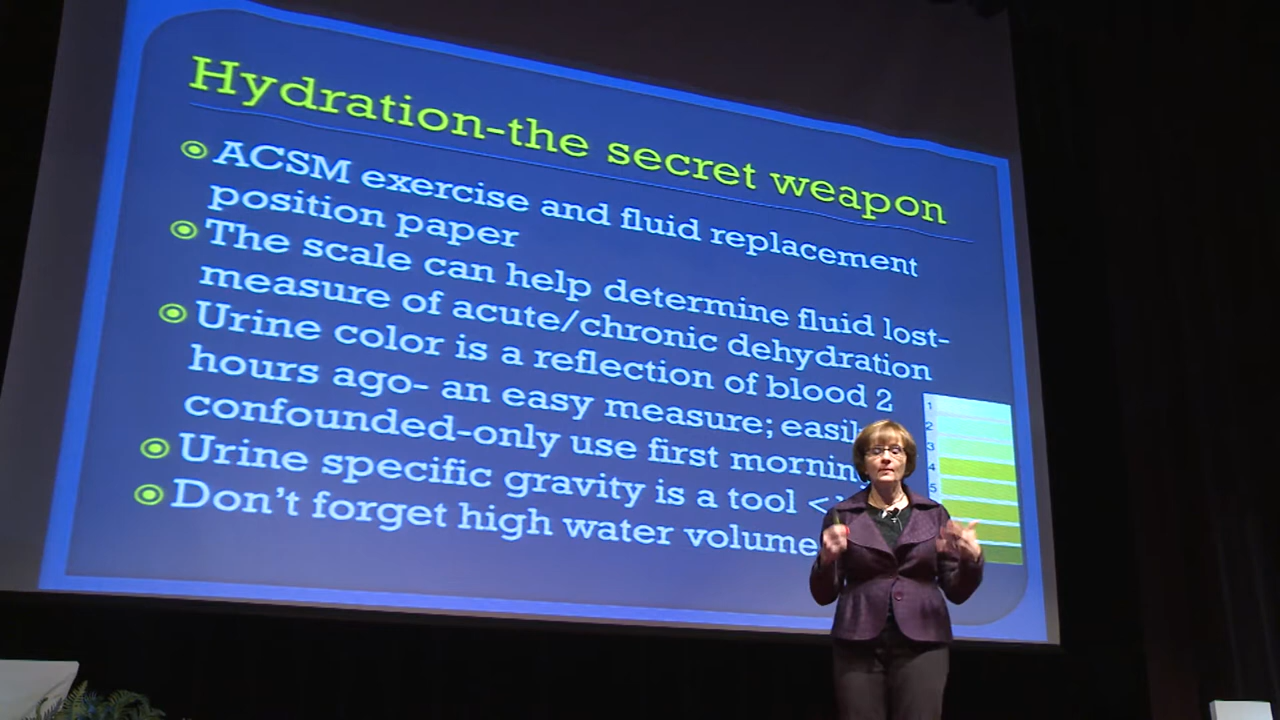 Hydration-the secret weapon
ACSM exercise and fluid replacement
position paper
The scale can help determine fluid lost-
measure of acute/chronic dehydration
Urine color is a reflection of blood 2
hours ago- an easy measure; easil
confounded-only use first mornin
Urine specific gravity is a tool <
Don't forget high water volume
1
2
3
4
5